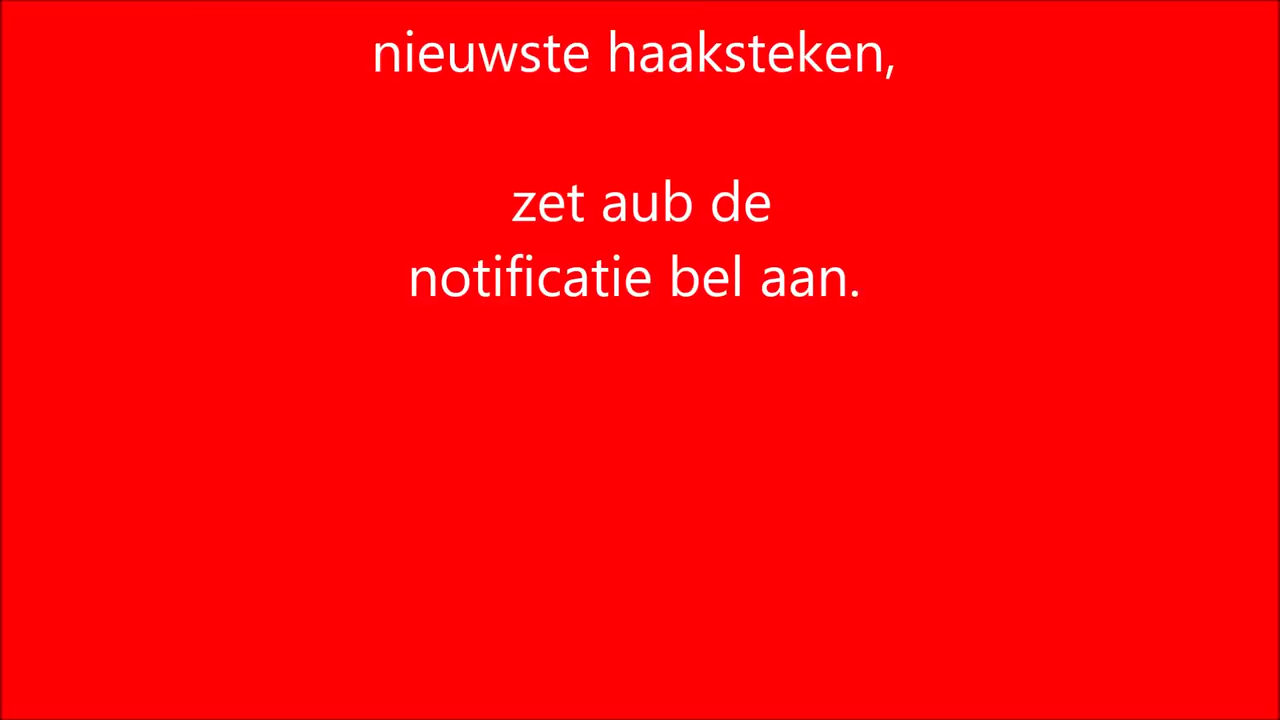 nieuwste haaksteken,
zet aub de
notificatie bel aan.